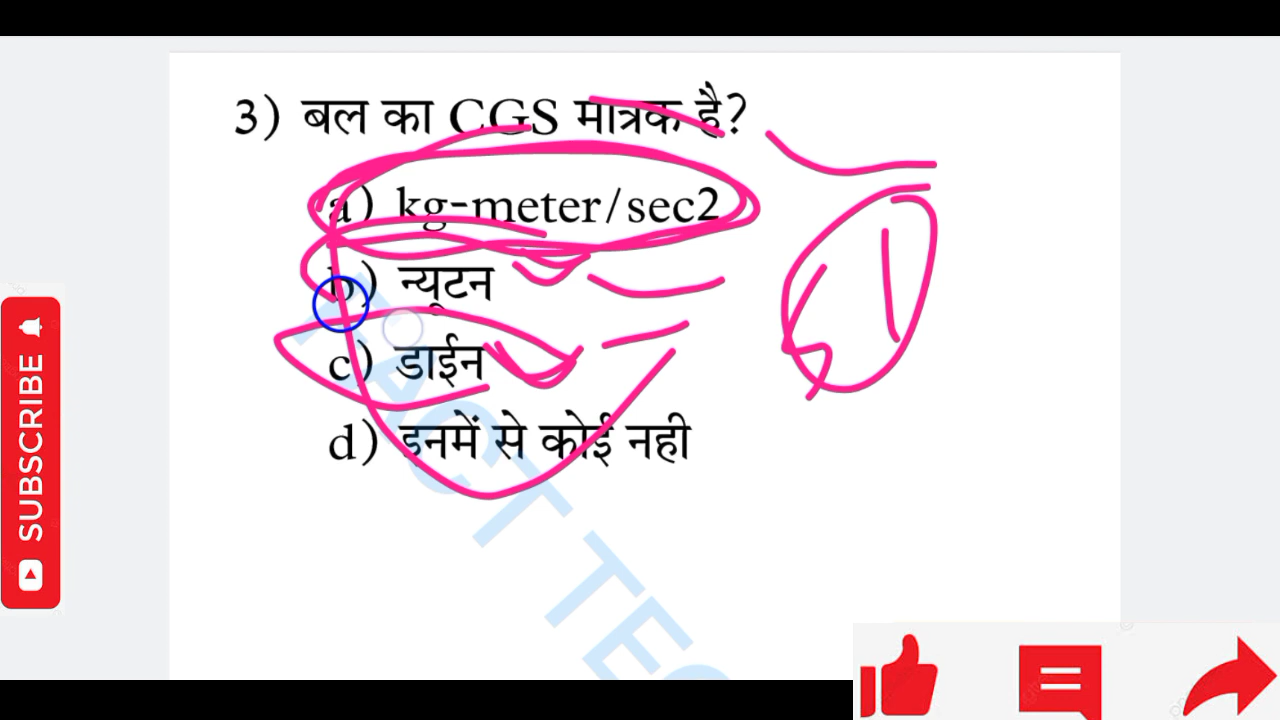 3) बल का CGS मात्रक है?
a) kg-meter/sec2
b) न्यूटन
c) डाईन
d) इनमें से कोई नही
SUBSCRIBE